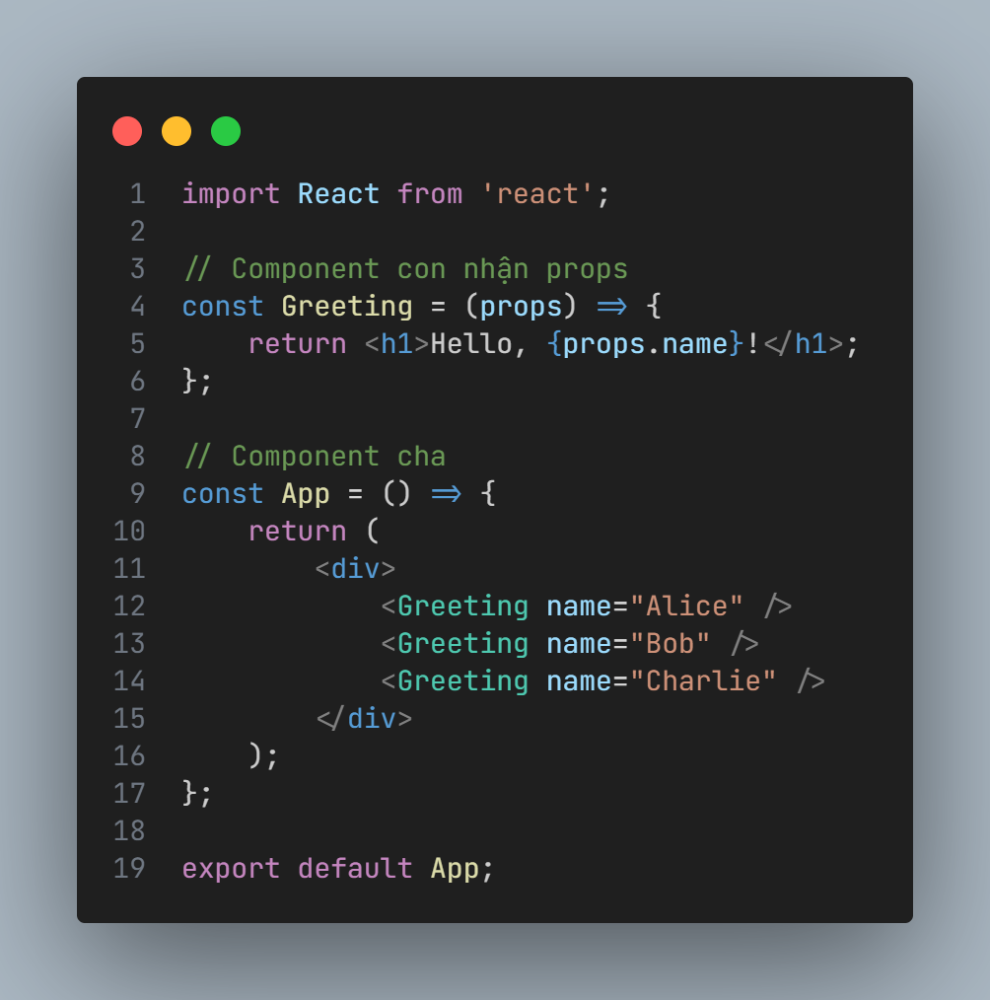 1 import React from 'react';
2
3 // Component con nhận props
4 const Greeting = (props) => {
5     return <h1>Hello, {props.name}!</h1>;
6 };
7
8 // Component cha
9 const App = () => {
10     return (
11         <div>
12             <Greeting name="Alice" />
13             <Greeting name="Bob" />
14             <Greeting name="Charlie" />
15         </div>
16     );
17 };
18
19 export default App;